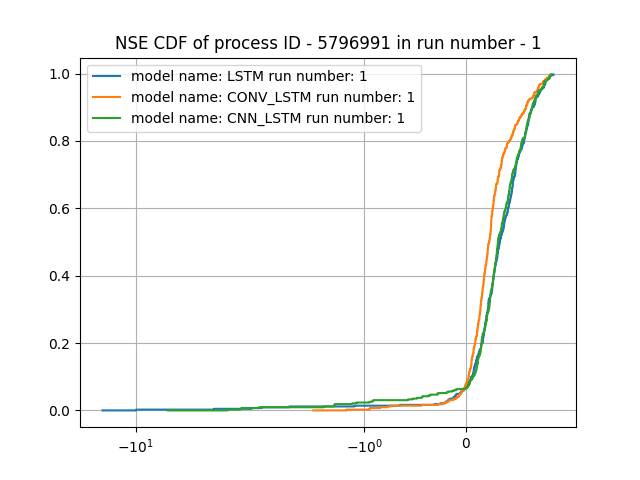 NSE CDF of process ID - 5796991 in run number - 1
model name: LSTM run number: 1
model name: CONV_LSTM run number: 1
model name: CNN_LSTM run number: 1
1.0
0.8
0.6
0.4
0.2
0.0
−10¹ −10⁰ 0